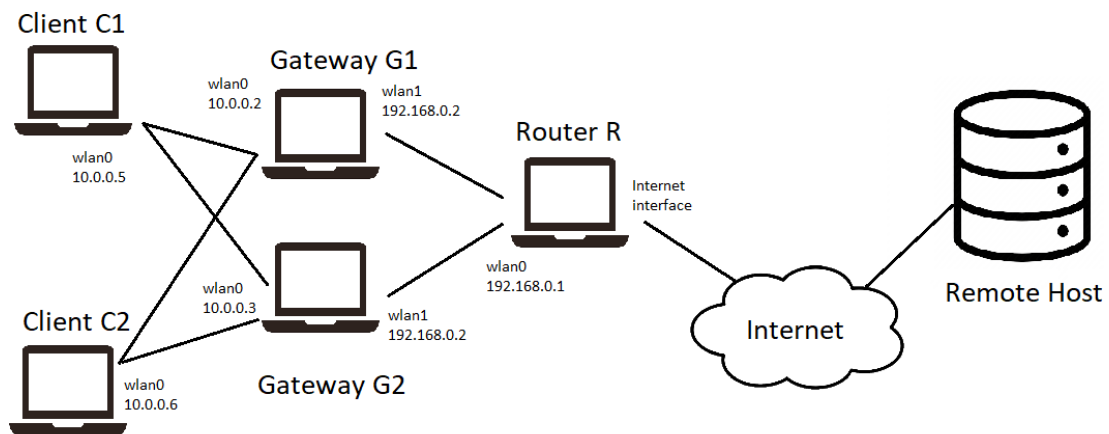 Client C1
wlan0
10.0.0.5
Gateway G1
wlan0
10.0.0.2
wlan1
192.168.0.2
Router R
Internet
interface
wlan0
192.168.0.1
wlan0
10.0.0.3
wlan1
192.168.0.2
Gateway G2
Client C2
wlan0
10.0.0.6
Internet
Remote Host